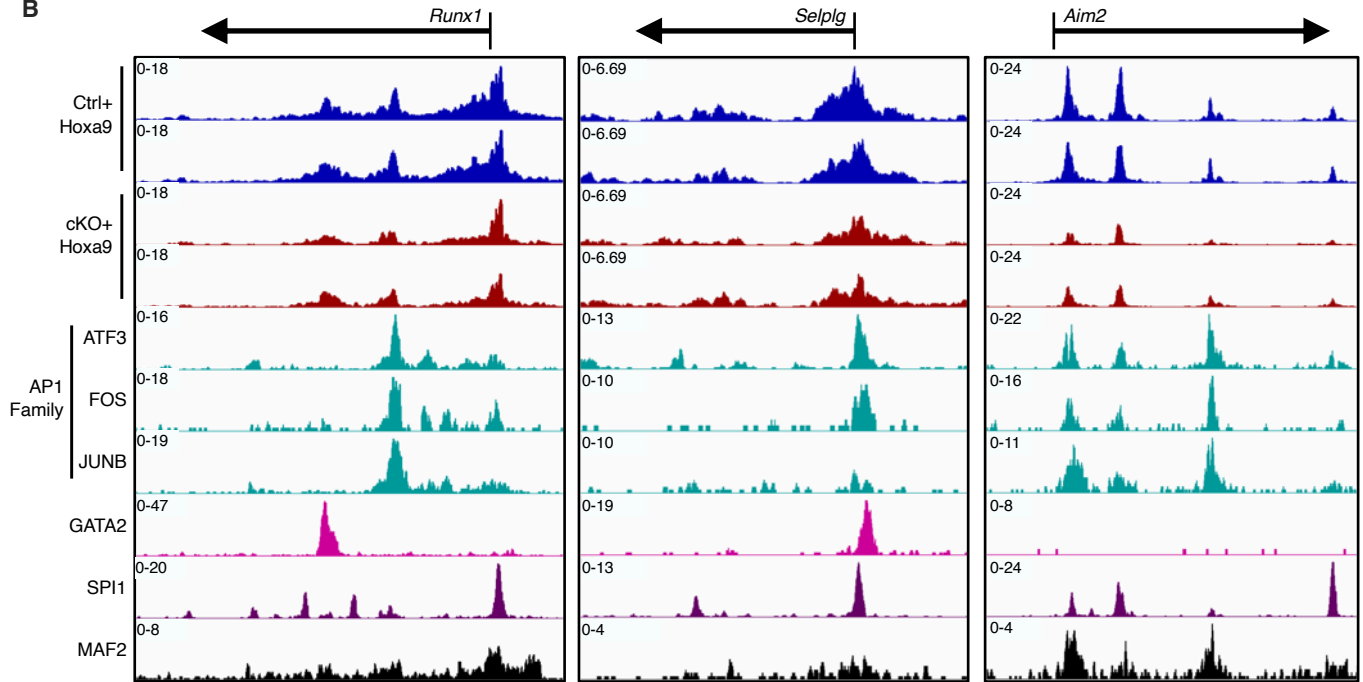 B
Runx1 Selplg Aim2
Ctrl+
Hoxa9
0-18 0-6.69 0-24
0-18 0-6.69 0-24
cKO+
Hoxa9
0-18 0-6.69 0-24
0-18 0-6.69 0-24
AP1
Family
ATF3 0-16 0-13 0-22
FOS 0-18 0-10 0-16
JUNB 0-19 0-10 0-11
GATA2 0-47 0-19 0-8
SPI1 0-20 0-13 0-24
MAF2 0-8 0-4 0-4